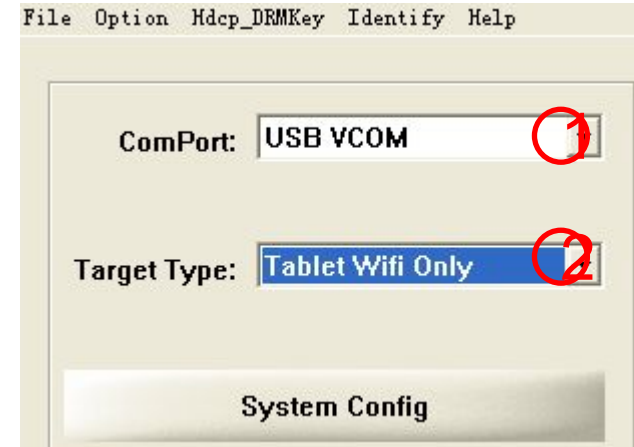 File Option Hdcp_DRMKey Identify Help
ComPort: USB VCOM 1
Target Type: Tablet Wifi Only 2
System Config